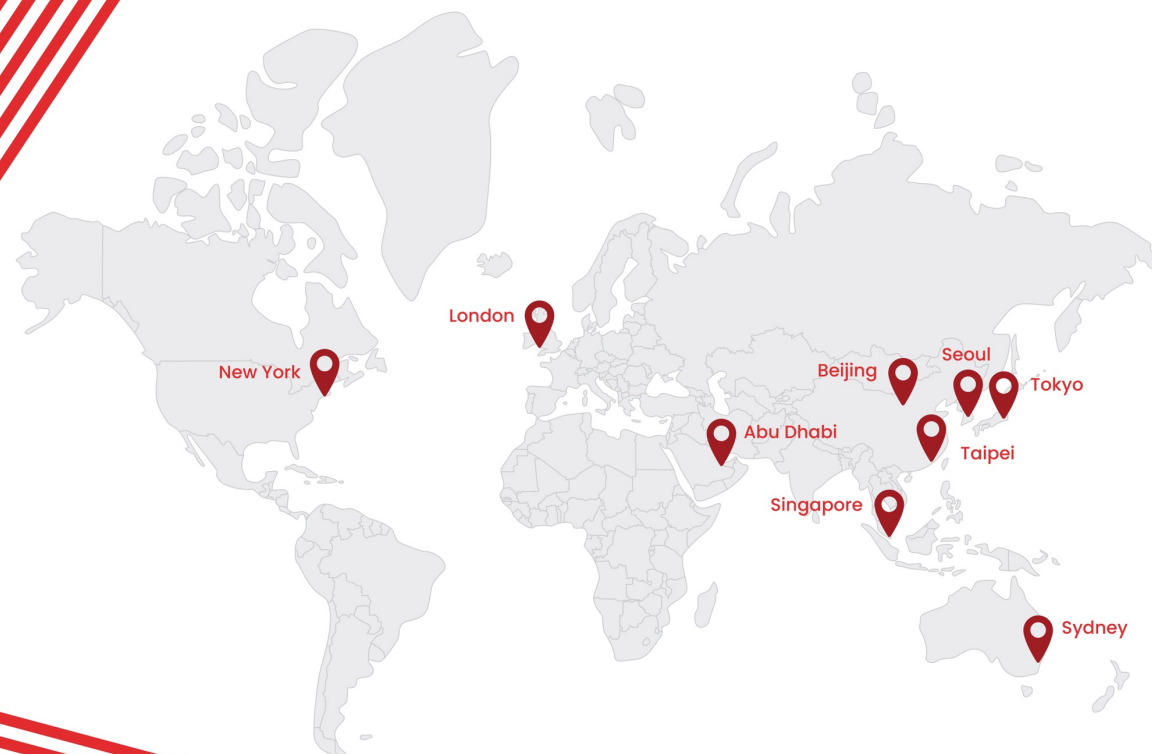 London
New York
Seoul
Beijing
Tokyo
Abu Dhabi
Taipei
Singapore
Sydney